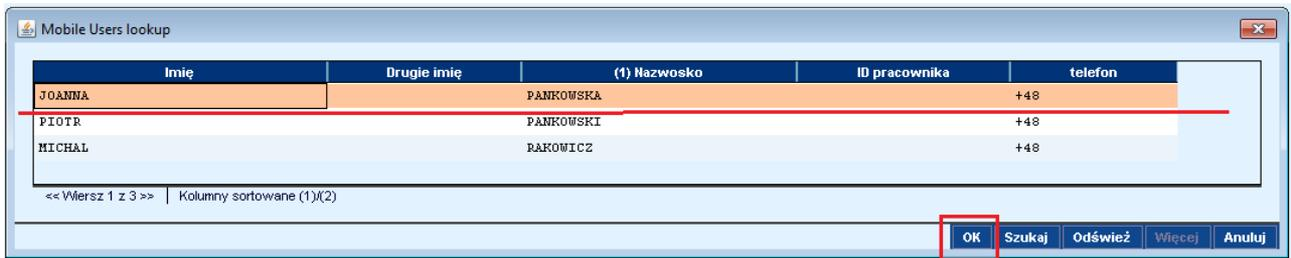 Mobile Users lookup
Imię Drugie imię (1) Nazwosko ID pracownika telefon
JOANNA PANKOWSKA +48
PIOTR PANKOWSKI +48
MICHAL RAKOWICZ +48
<< Wiersz 1 z 3 >> Kolumny sortowane (1)/(2)
OK Szukaj Odśwież Więcej Anuluj